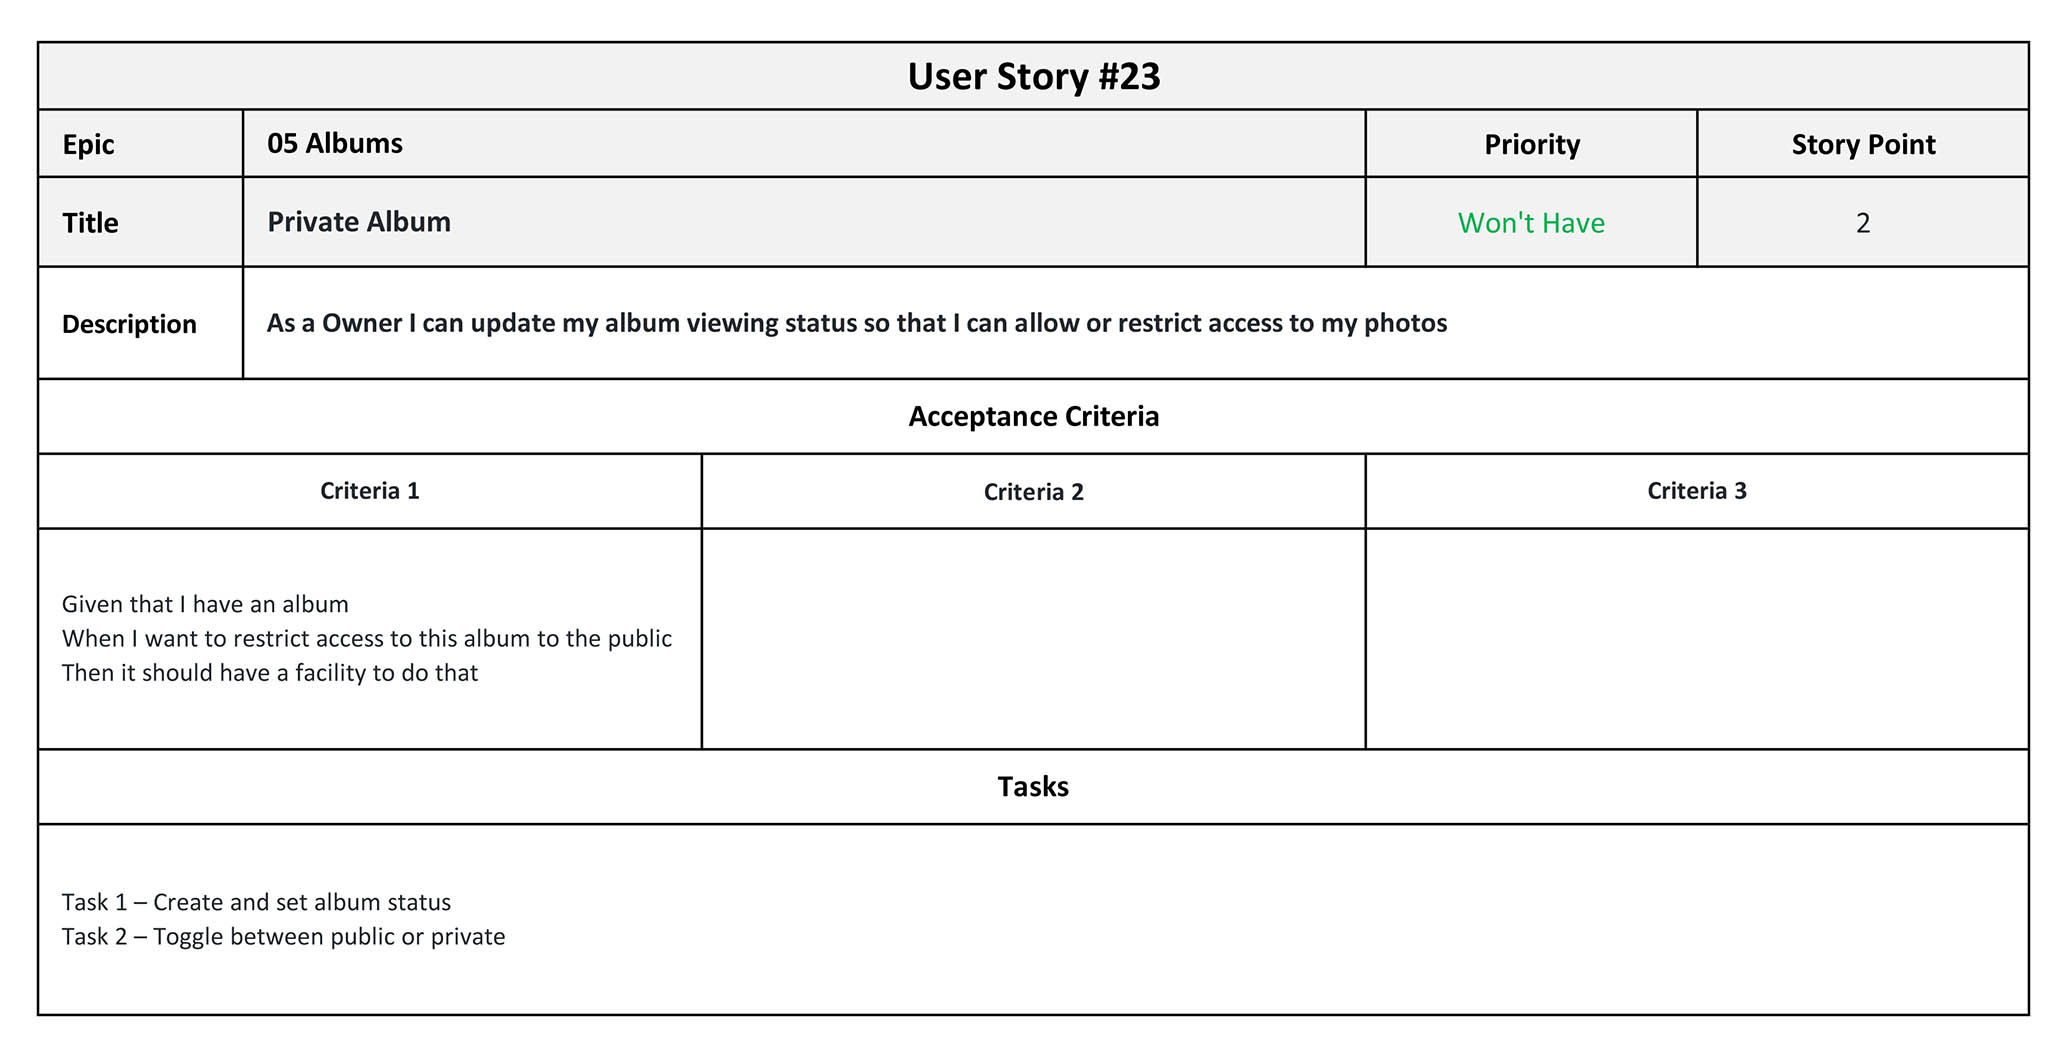 User Story #23
Epic
05 Albums
Priority
Story Point
Title
Private Album
Won't Have
2
Description
As a Owner I can update my album viewing status so that I can allow or restrict access to my photos
Acceptance Criteria
Criteria 1
Criteria 2
Criteria 3
Given that I have an album
When I want to restrict access to this album to the public
Then it should have a facility to do that
Tasks
Task 1 – Create and set album status
Task 2 – Toggle between public or private